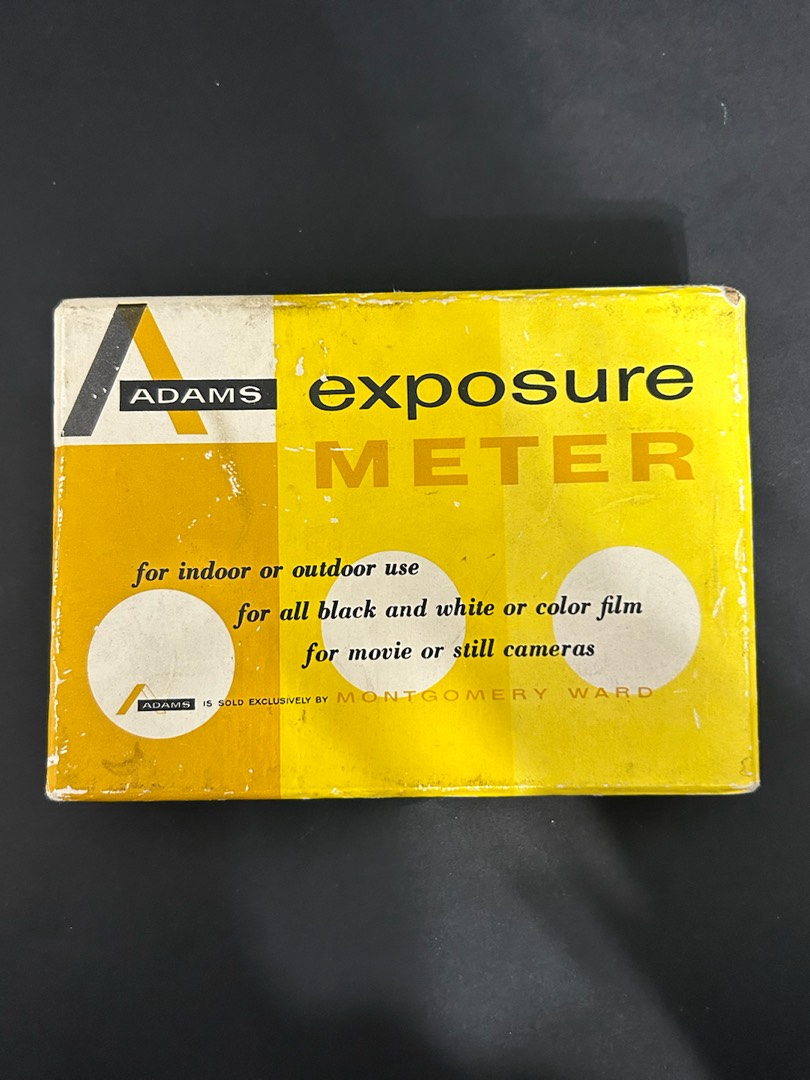 ADAMS
exposure
METER
for indoor or outdoor use
for all black and white or color film
for movie or still cameras
ADAMS IS SOLD EXCLUSIVELY BY MONTGOMERY WARD